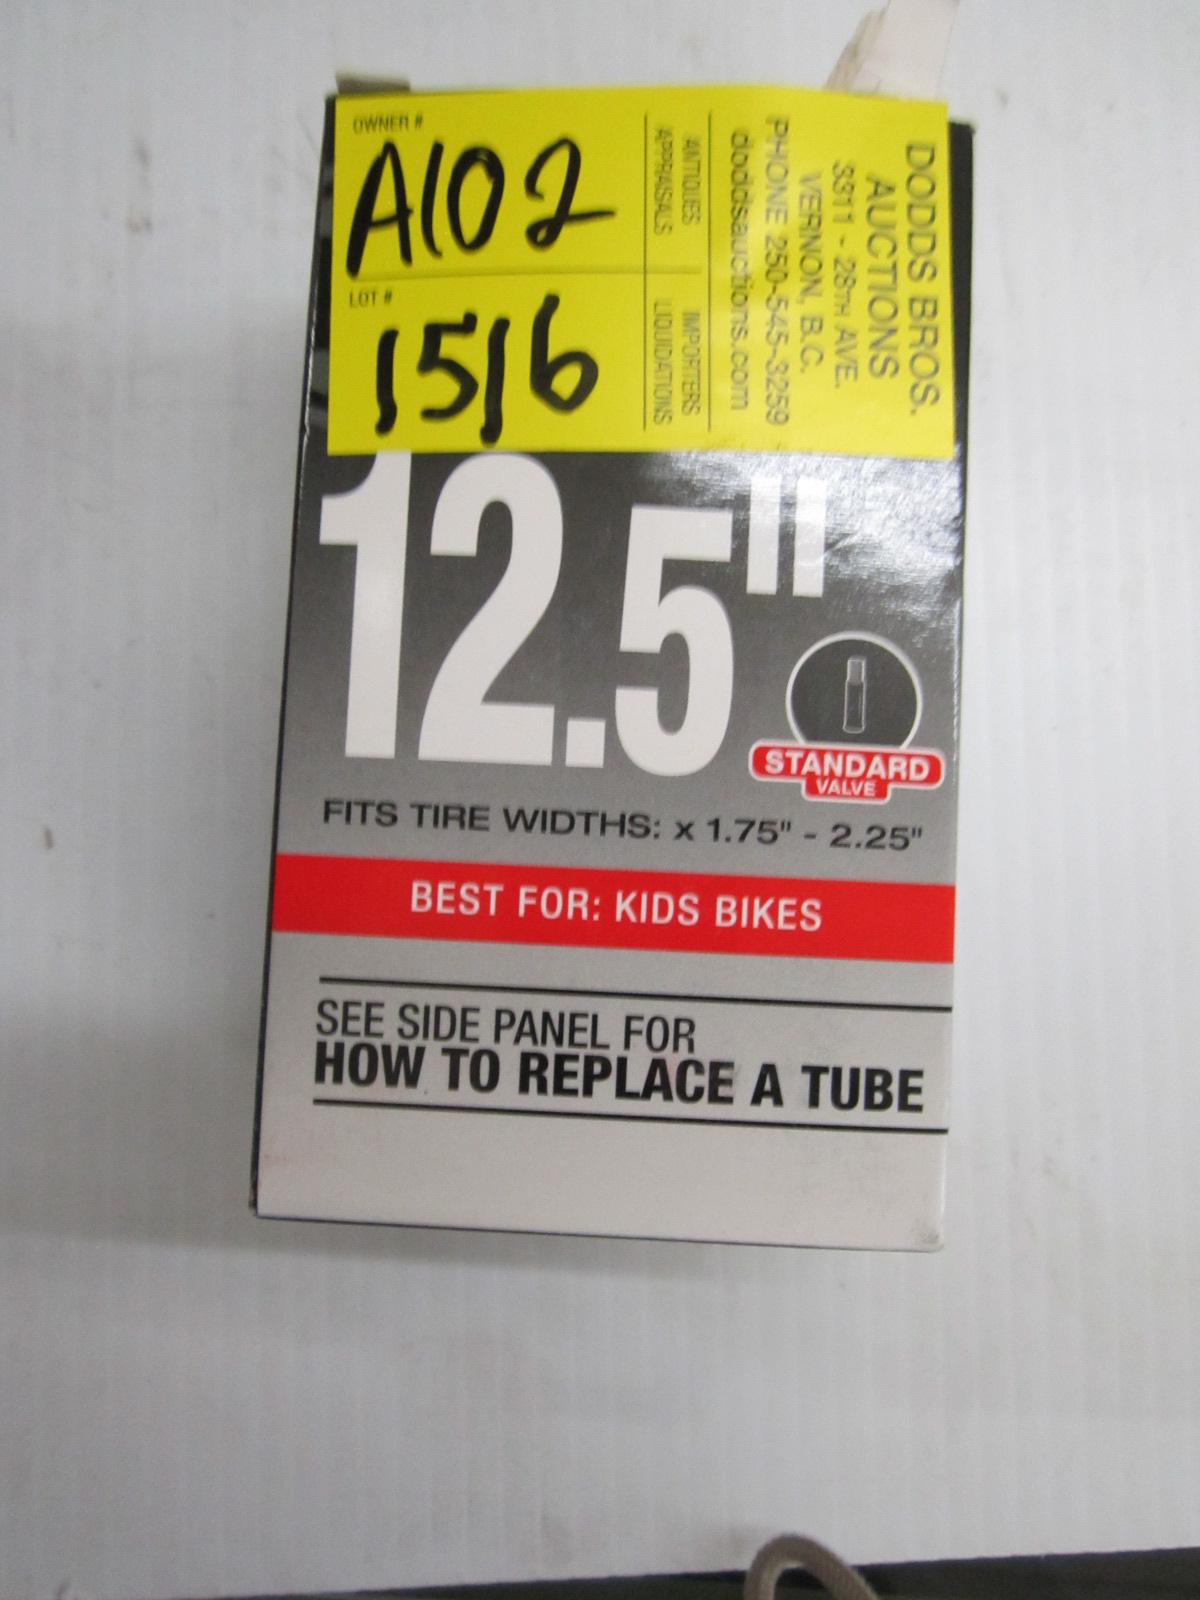 OWNER #
A102
LOT #
1516
ANTIQUES
APPRAISALS
IMPORTERS
LIQUIDATIONS
DODDS BROS.
AUCTIONS
3311 - 28TH AVE.
VERNON, B.C.
PHONE 250-545-3259
doddsauctions.com
12.5"
STANDARD
VALVE
FITS TIRE WIDTHS: x 1.75" - 2.25"
BEST FOR: KIDS BIKES
SEE SIDE PANEL FOR
HOW TO REPLACE A TUBE